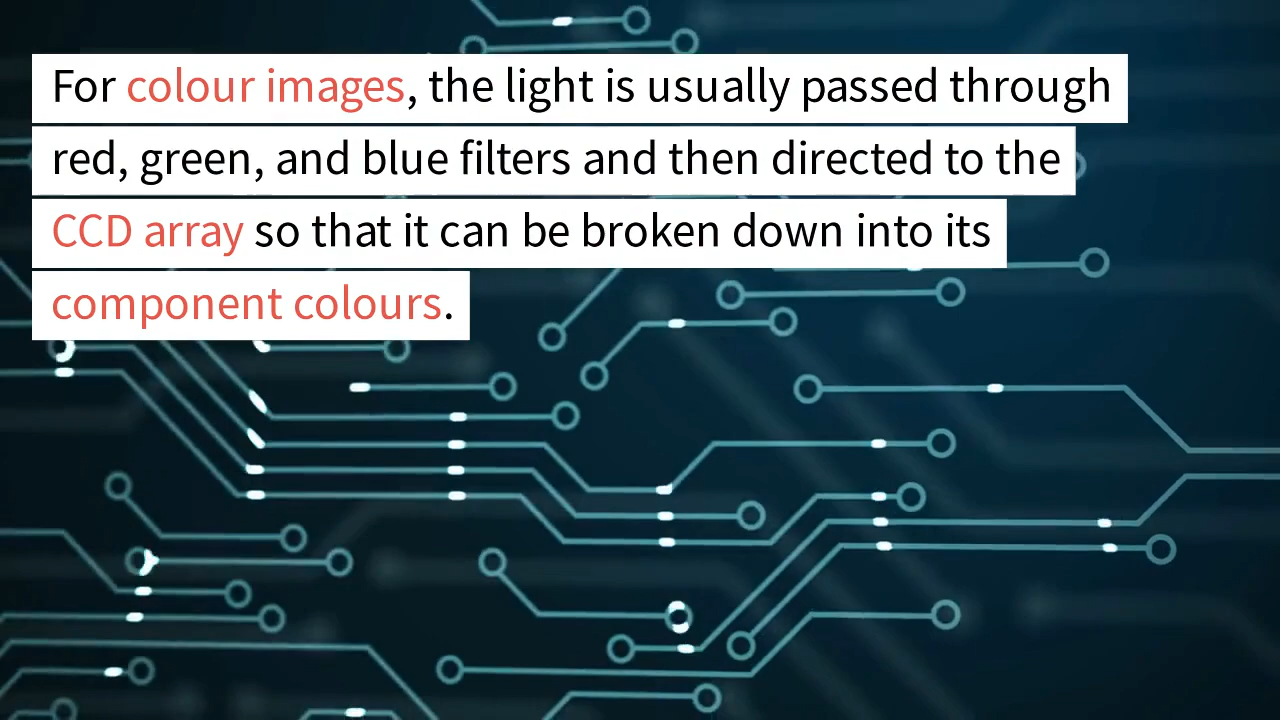 For colour images, the light is usually passed through
red, green, and blue filters and then directed to the
CCD array so that it can be broken down into its
component colours.